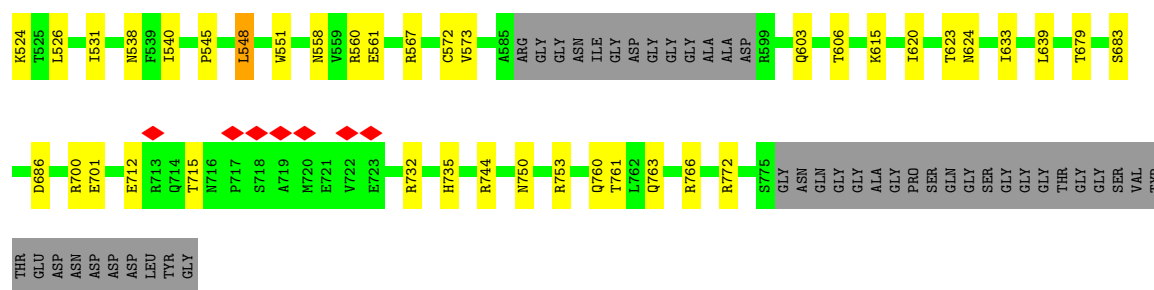 K524 T525 L526 I531 N538 F539 I540 P545 L548 W551 N558 V559 R560 E561 R567 C572 V573 A585 ARG GLY GLY ASN ILE GLY ASP GLY GLY GLY ALA ALA ASP R599 Q603 T606 K615 I620 T623 N624 I633 L639 T679 S683
D686 R700 E701 E712 R713 Q714 T715 N716 P717 S718 A719 M720 E721 V722 E723 R732 H735 R744 N750 R753 Q760 T761 L762 Q763 R766 R772 S775 GLY ASN GLN GLY GLY ALA GLY PRO SER GLN GLY SER GLY GLY GLY THR GLY GLY SER VAL
THR GLU ASP ASN ASP ASP ASP LEU TYR GLY